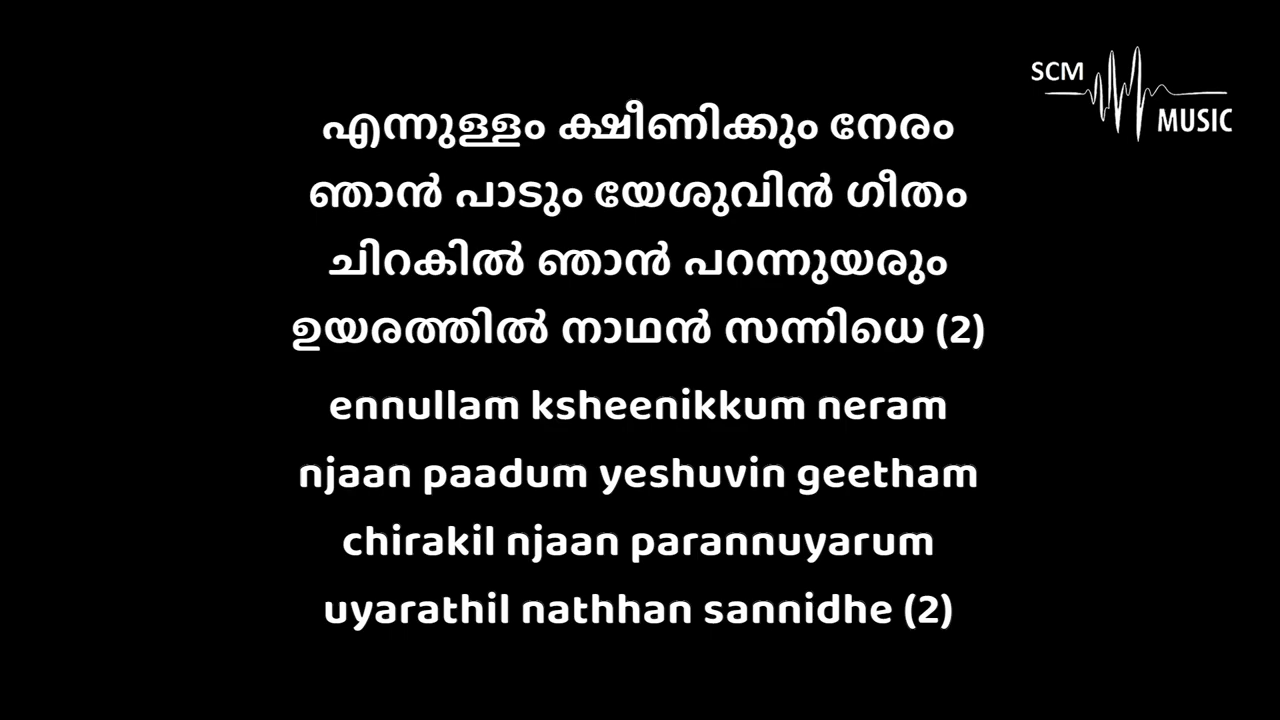 SCM
MUSIC
എന്നുള്ളം ക്ഷീണിക്കും നേരം
ഞാൻ പാടും യേശുവിൻ ഗീതം
ചിറകിൽ ഞാൻ പറന്നുയരും
ഉയരത്തിൽ നാഥൻ സന്നിധെ (2)
ennullam ksheenikkum neram
njaan paadum yeshuvin geetham
chirakil njaan parannuyarum
uyarathil nathhan sannidhe (2)